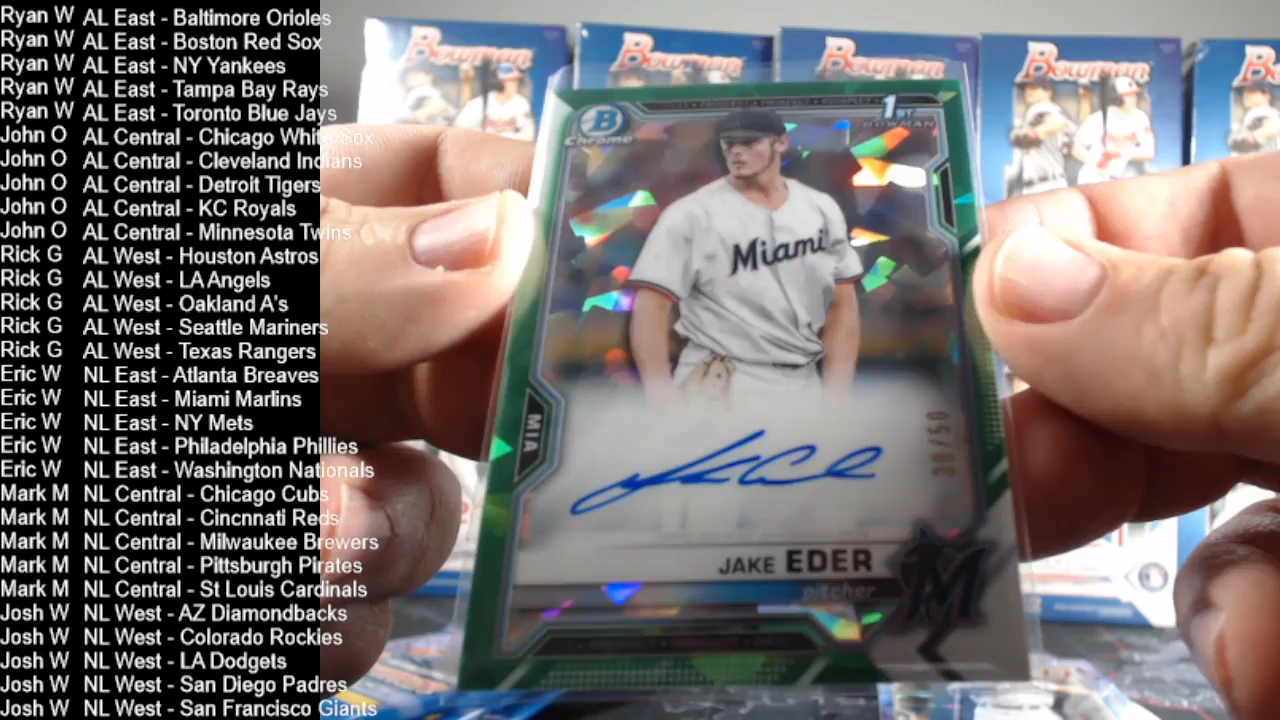 Ryan W AL East - Baltimore Orioles
Ryan W AL East - Boston Red Sox
Ryan W AL East - NY Yankees
Ryan W AL East - Tampa Bay Rays
Ryan W AL East - Toronto Blue Jays
John O AL Central - Chicago White Sox
John O AL Central - Cleveland Indians
John O AL Central - Detroit Tigers
John O AL Central - KC Royals
John O AL Central - Minnesota Twins
Rick G AL West - Houston Astros
Rick G AL West - LA Angels
Rick G AL West - Oakland A's
Rick G AL West - Seattle Mariners
Rick G AL West - Texas Rangers
Eric W NL East - Atlanta Breaves
Eric W NL East - Miami Marlins
Eric W NL East - NY Mets
Eric W NL East - Philadelphia Phillies
Eric W NL East - Washington Nationals
Mark M NL Central - Chicago Cubs
Mark M NL Central - Cincnnati Reds
Mark M NL Central - Milwaukee Brewers
Mark M NL Central - Pittsburgh Pirates
Mark M NL Central - St Louis Cardinals
Josh W NL West - AZ Diamondbacks
Josh W NL West - Colorado Rockies
Josh W NL West - LA Dodgets
Josh W NL West - San Diego Padres
Josh W NL West - San Francisco Giants
Bowman Bowman Bowman Bowman B
B
Chrome
1ST
BOWMAN
Miami
MIA
JAKE EDER
pitcher
M